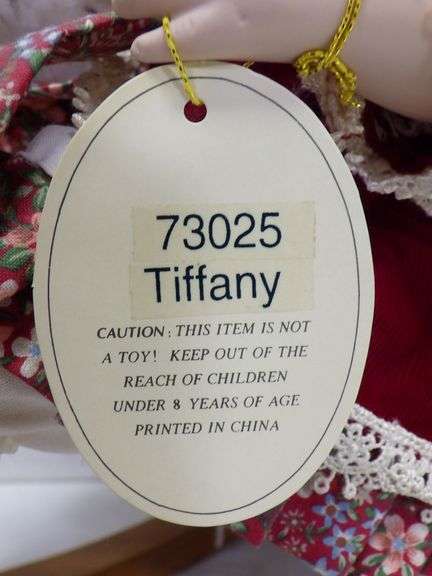 73025
Tiffany
CAUTION : THIS ITEM IS NOT
A TOY! KEEP OUT OF THE
REACH OF CHILDREN
UNDER 8 YEARS OF AGE
PRINTED IN CHINA